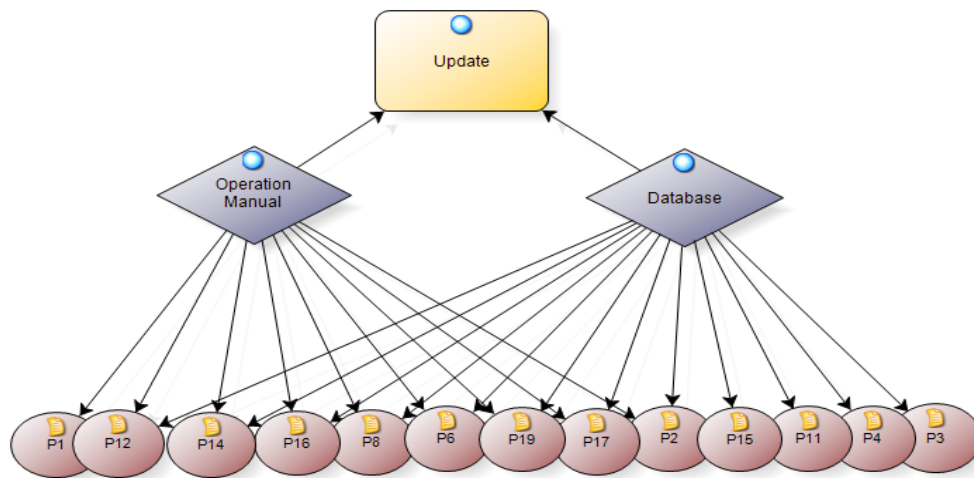 Update
Operation
Manual
Database
P1
P12
P14
P16
P8
P6
P19
P17
P2
P15
P11
P4
P3